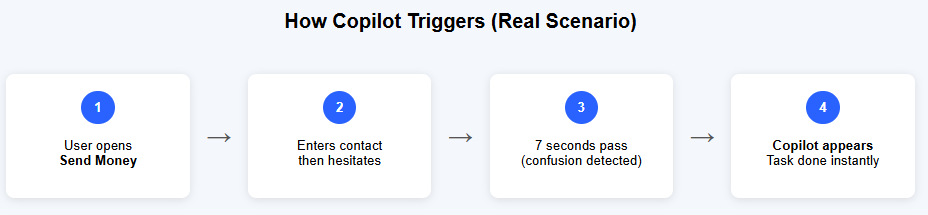 How Copilot Triggers (Real Scenario)
1
User opens
Send Money
→
2
Enters contact
then hesitates
→
3
7 seconds pass
(confusion detected)
→
4
Copilot appears
Task done instantly